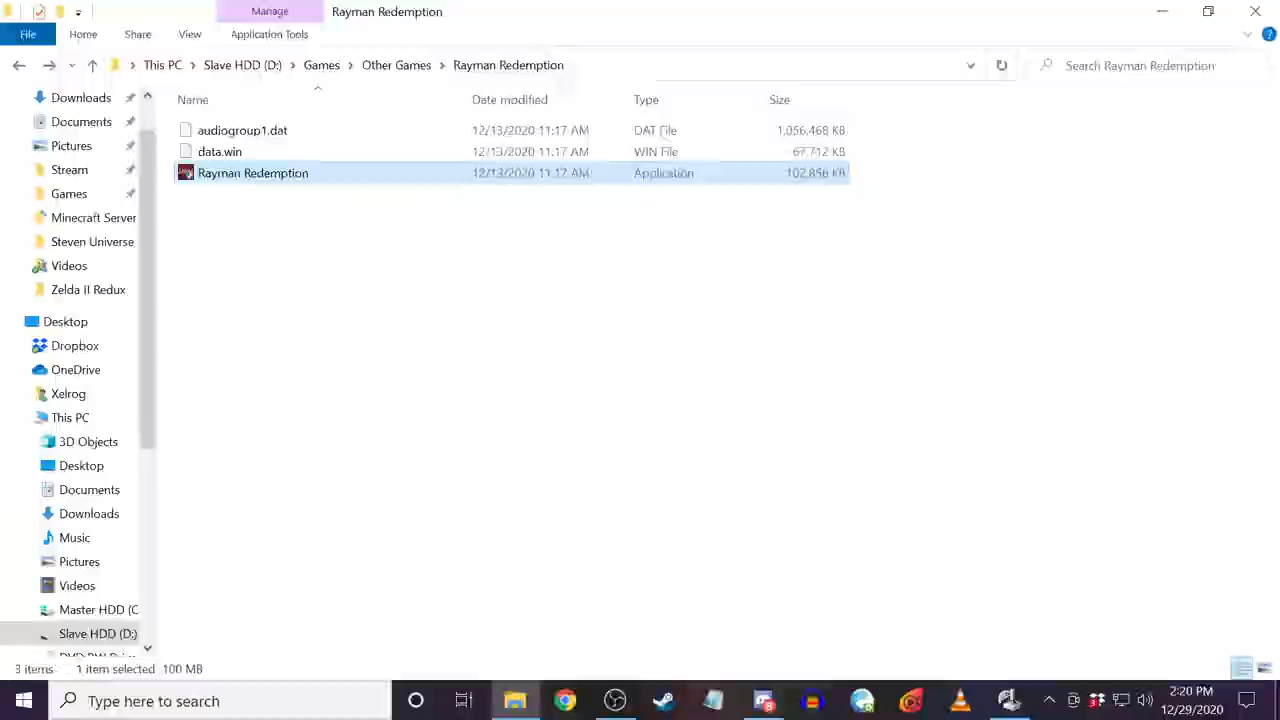 Manage
Rayman Redemption
File
Home
Share
View
Application Tools
This PC
Slave HDD (D:)
Games
Other Games
Rayman Redemption
Search Rayman Redemption
Name
Date modified
Type
Size
audiogroup1.dat
12/13/2020 11:17 AM
DAT File
1,056,468 KB
data.win
12/13/2020 11:17 AM
WIN File
67,712 KB
Rayman Redemption
12/13/2020 11:17 AM
Application
102,856 KB
Downloads
Documents
Pictures
Stream
Games
Minecraft Server
Steven Universe
Videos
Zelda II Redux
Desktop
Dropbox
OneDrive
Xelrog
This PC
3D Objects
Desktop
Documents
Downloads
Music
Pictures
Videos
Master HDD (C
Slave HDD (D:)
3 items
1 item selected
100 MB
Type here to search
2:20 PM
12/29/2020